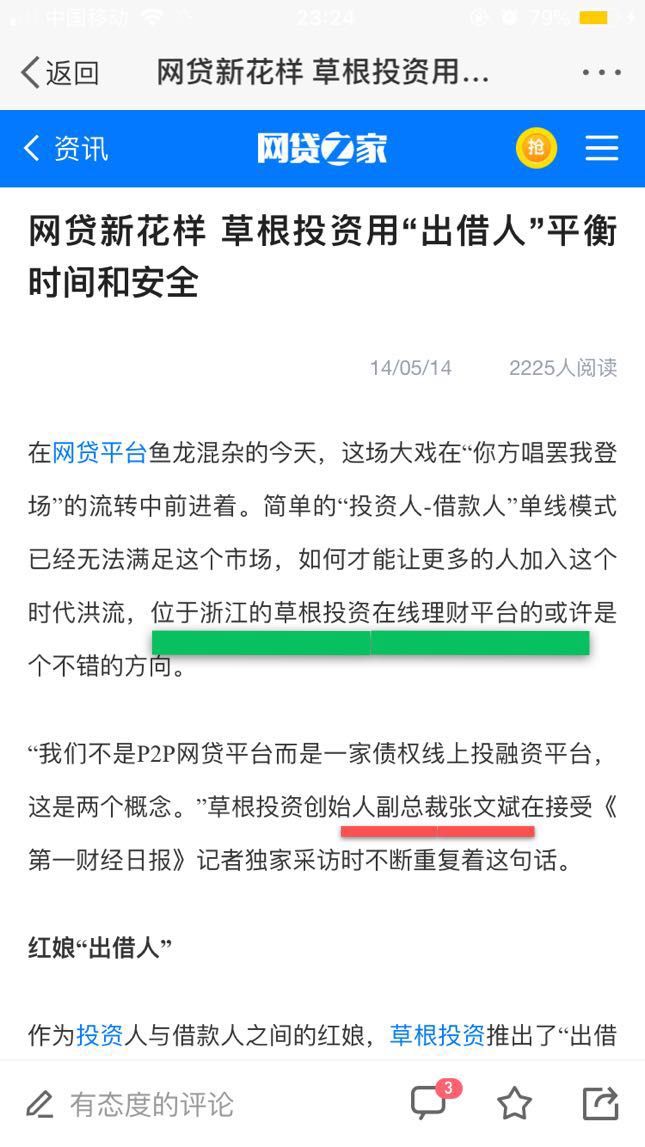 中国移动 23:24 79%
返回 网贷新花样 草根投资用...
资讯 网贷之家 抢
网贷新花样 草根投资用“出借人”平衡
时间和安全
14/05/14 2225人阅读
在网贷平台鱼龙混杂的今天，这场大戏在“你方唱罢我登
场”的流转中前进着。简单的“投资人-借款人”单线模式
已经无法满足这个市场，如何才能让更多的人加入这个
时代洪流，位于浙江的草根投资在线理财平台的或许是
个不错的方向。
“我们不是P2P网贷平台而是一家债权线上投融资平台，
这是两个概念。”草根投资创始人副总裁张文斌在接受《
第一财经日报》记者独家采访时不断重复着这句话。
红娘“出借人”
作为投资人与借款人之间的红娘，草根投资推出了“出借
有态度的评论 3